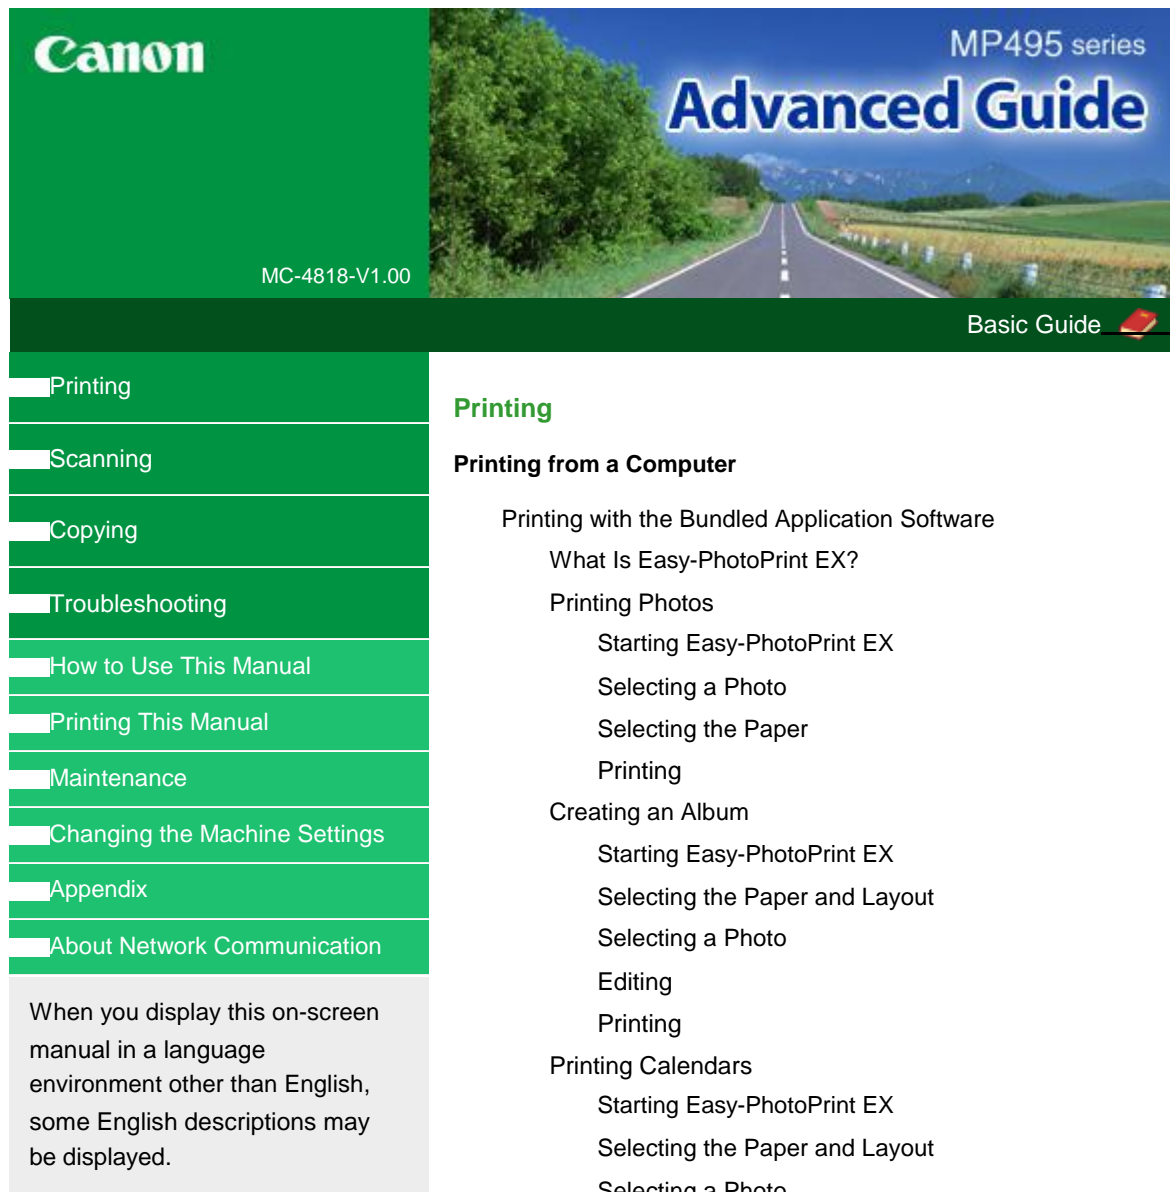 Canon
MP495 series
Advanced Guide
MC-4818-V1.00
Basic Guide
Printing
Scanning
Copying
Troubleshooting
How to Use This Manual
Printing This Manual
Maintenance
Changing the Machine Settings
Appendix
About Network Communication
When you display this on-screen
manual in a language
environment other than English,
some English descriptions may
be displayed.
Printing
Printing from a Computer
Printing with the Bundled Application Software
What Is Easy-PhotoPrint EX?
Printing Photos
Starting Easy-PhotoPrint EX
Selecting a Photo
Selecting the Paper
Printing
Creating an Album
Starting Easy-PhotoPrint EX
Selecting the Paper and Layout
Selecting a Photo
Editing
Printing
Printing Calendars
Starting Easy-PhotoPrint EX
Selecting the Paper and Layout
Selecting a Photo